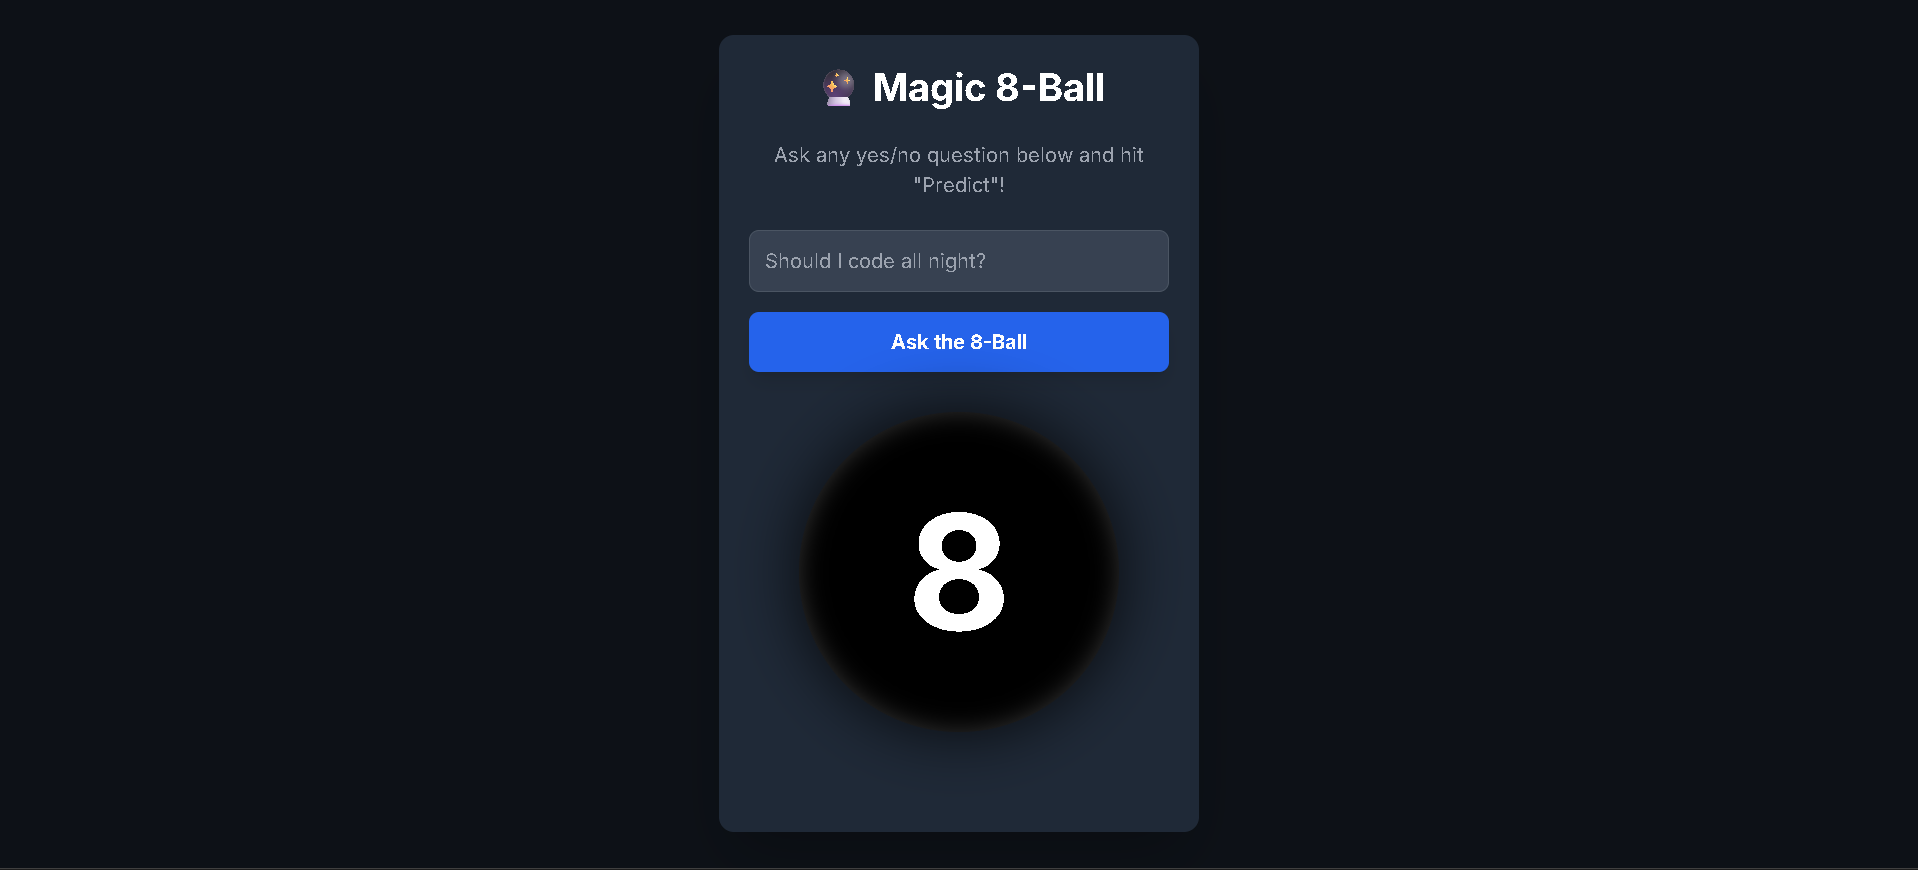 Magic 8-Ball
Ask any yes/no question below and hit
"Predict"!
Should I code all night?
Ask the 8-Ball
8